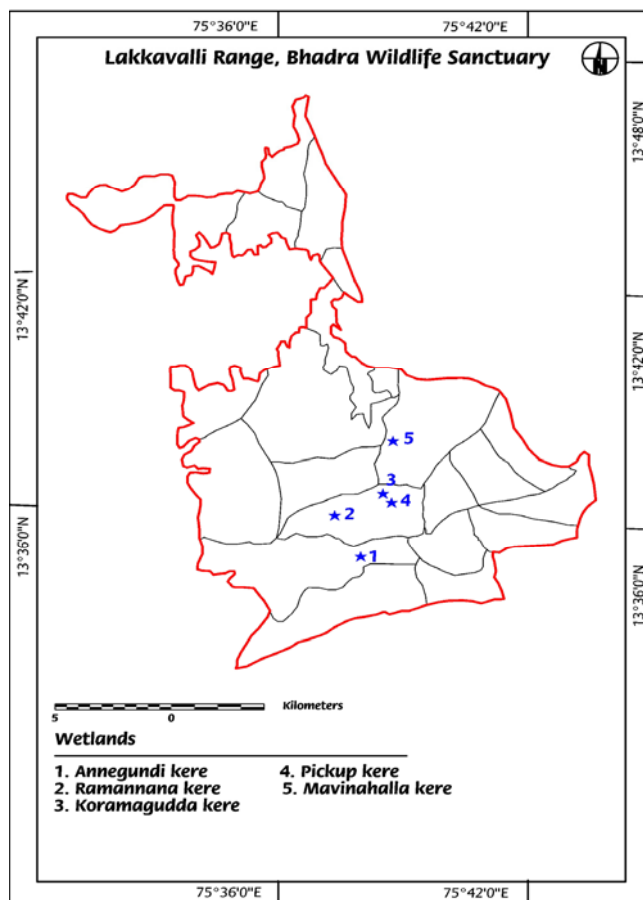 75°36'0"E 75°42'0"E
Lakkavalli Range, Bhadra Wildlife Sanctuary
N
13°48'0"N
13°42'0"N
13°42'0"N
5
3
4
2
1
13°36'0"N
13°36'0"N
5 0 Kilometers
Wetlands
1. Annegundi kere 4. Pickup kere
2. Ramannana kere 5. Mavinahalla kere
3. Koramagudda kere
75°36'0"E 75°42'0"E